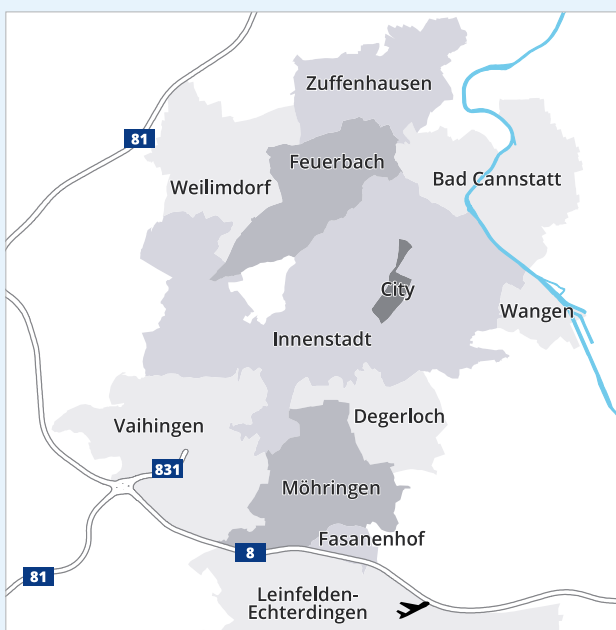 Zuffenhausen
81
Feuerbach
Weilimdorf
Bad Cannstatt
City
Wangen
Innenstadt
Degerloch
Vaihingen
831
Möhringen
Fasanenhof
8
81
Leinfelden-
Echterdingen